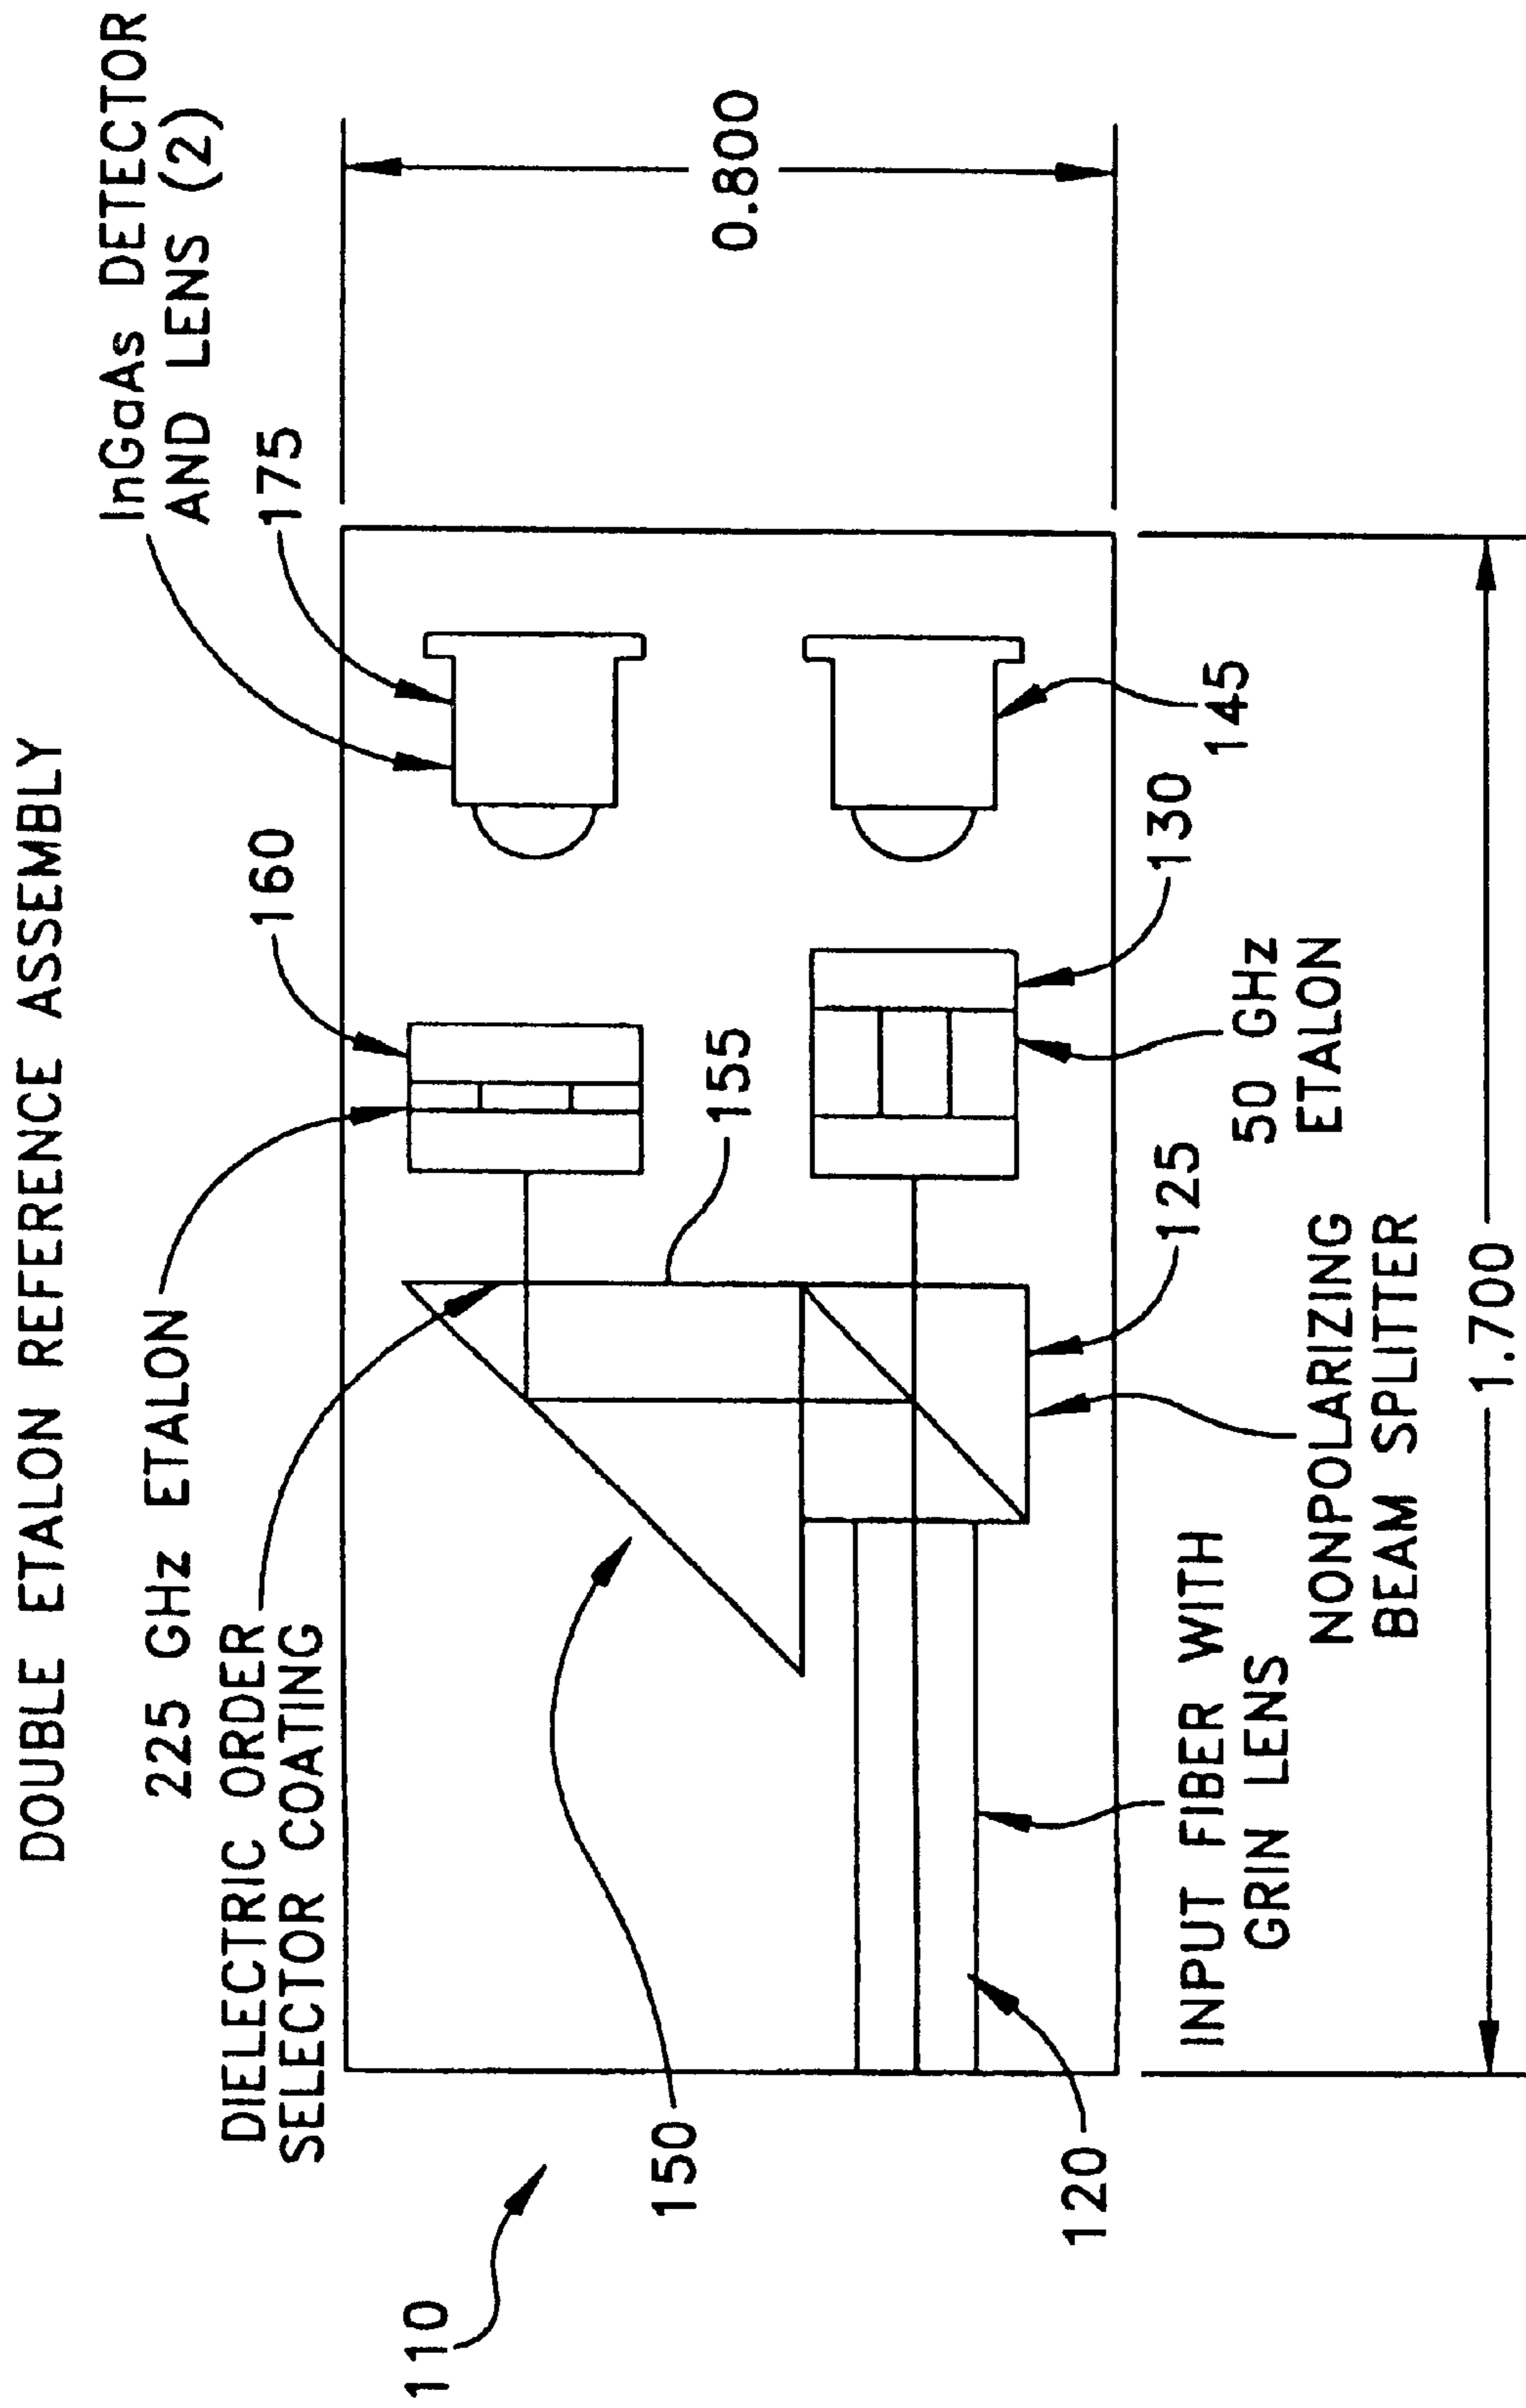 DOUBLE ETALON REFERENCE ASSEMBLY
InGaAs DETECTOR
AND LENS (2)
225 GHz ETALON
160
175
DIELECTRIC ORDER
SELECTOR COATING
110
150
155
0.800
120
INPUT FIBER WITH
GRIN LENS
125
NONPOLARIZING
BEAM SPLITTER
130
50 GHz
ETALON
145
1.700